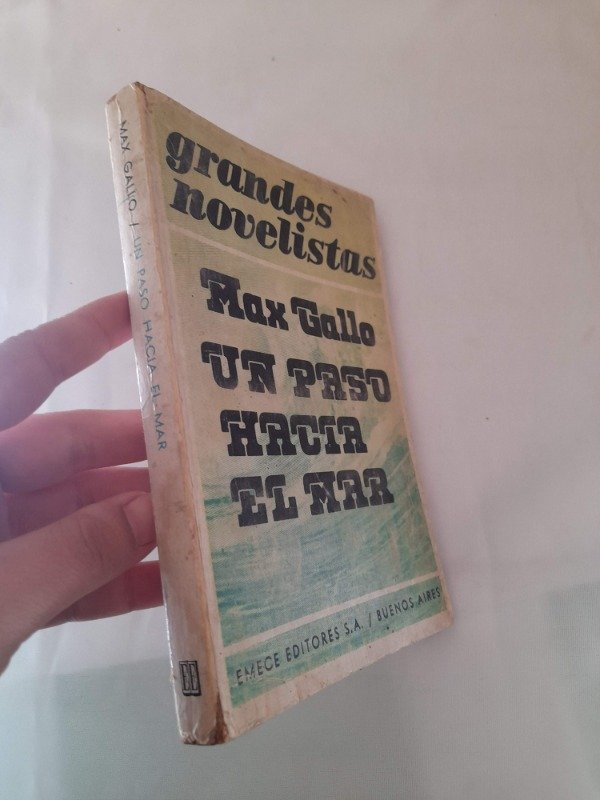 MAX GALLO / UN PASO HACIA EL MAR
grandes
novelistas
Max Gallo
UN PASO
HACIA
EL MAR
EMECE EDITORES S.A. / BUENOS AIRES